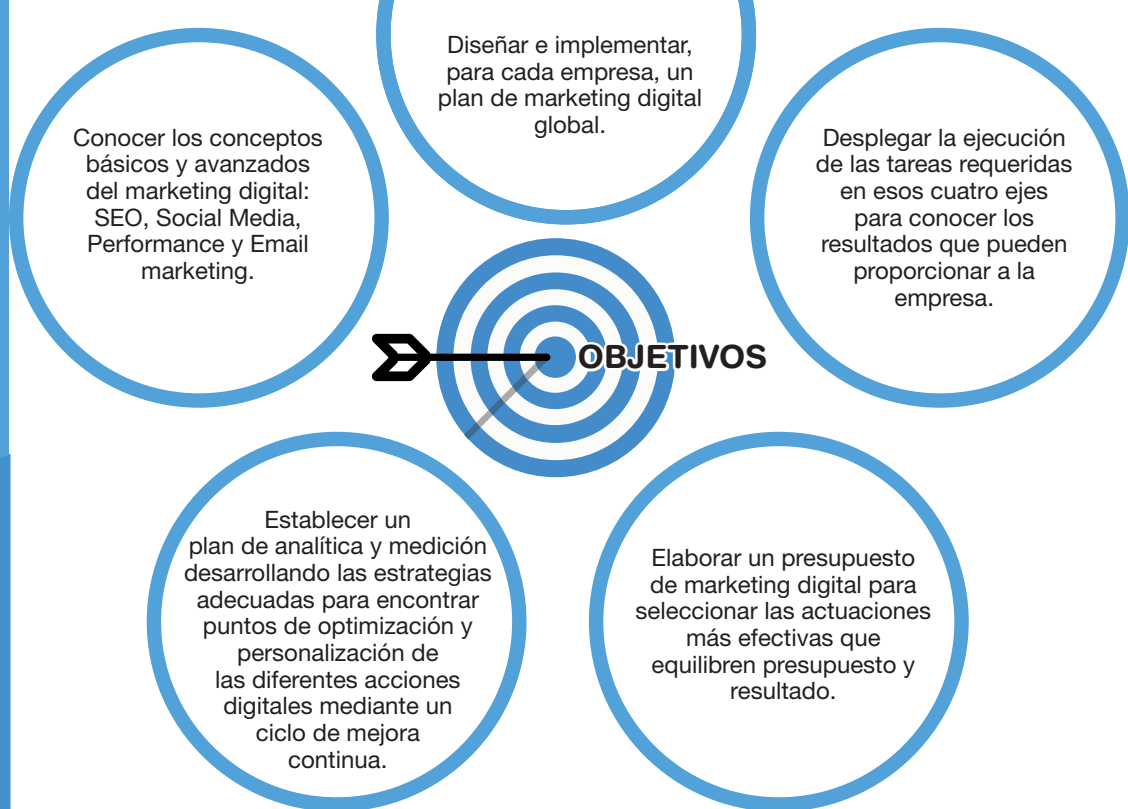 Diseñar e implementar,
para cada empresa, un
plan de marketing digital
global.
Conocer los conceptos
básicos y avanzados
del marketing digital:
SEO, Social Media,
Performance y Email
marketing.
Desplegar la ejecución
de las tareas requeridas
en esos cuatro ejes
para conocer los
resultados que pueden
proporcionar a la
empresa.
OBJETIVOS
Establecer un
plan de analítica y medición
desarrollando las estrategias
adecuadas para encontrar
puntos de optimización y
personalización de
las diferentes acciones
digitales mediante un
ciclo de mejora
continua.
Elaborar un presupuesto
de marketing digital para
seleccionar las actuaciones
más efectivas que
equilibren presupuesto y
resultado.